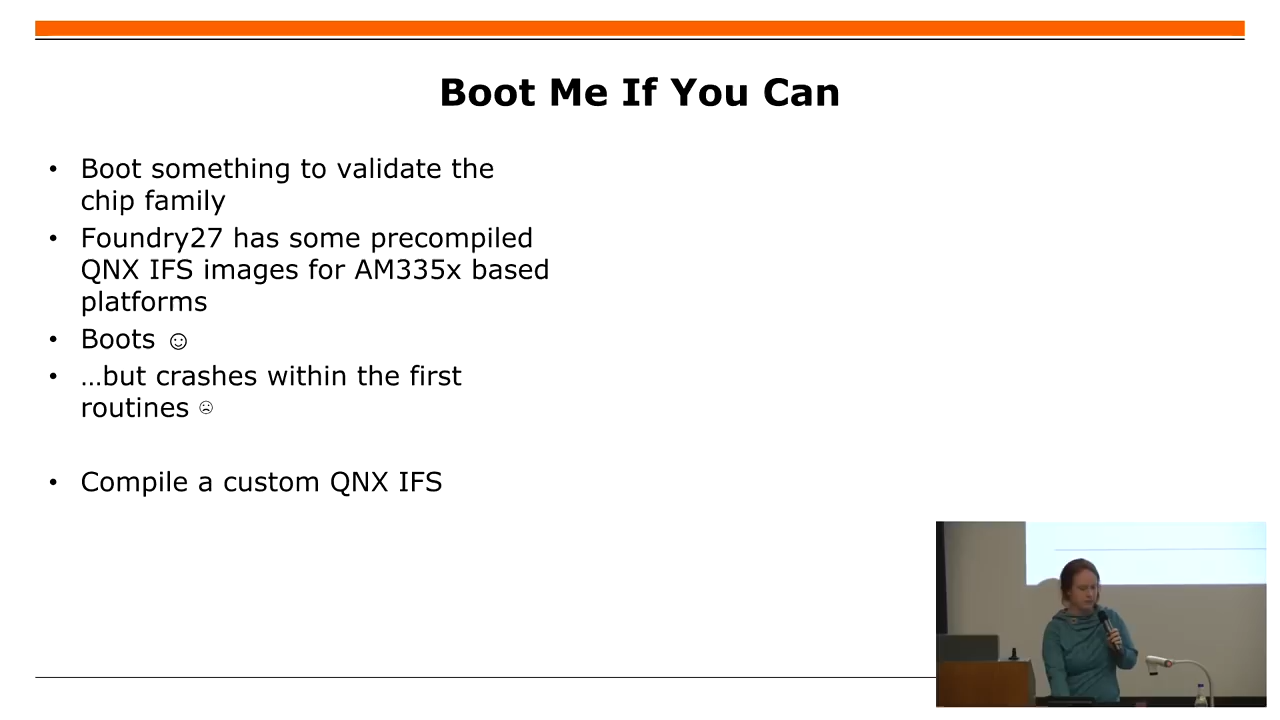 Boot Me If You Can
• Boot something to validate the
chip family
• Foundry27 has some precompiled
QNX IFS images for AM335x based
platforms
• Boots ☺
• …but crashes within the first
routines ☹
• Compile a custom QNX IFS